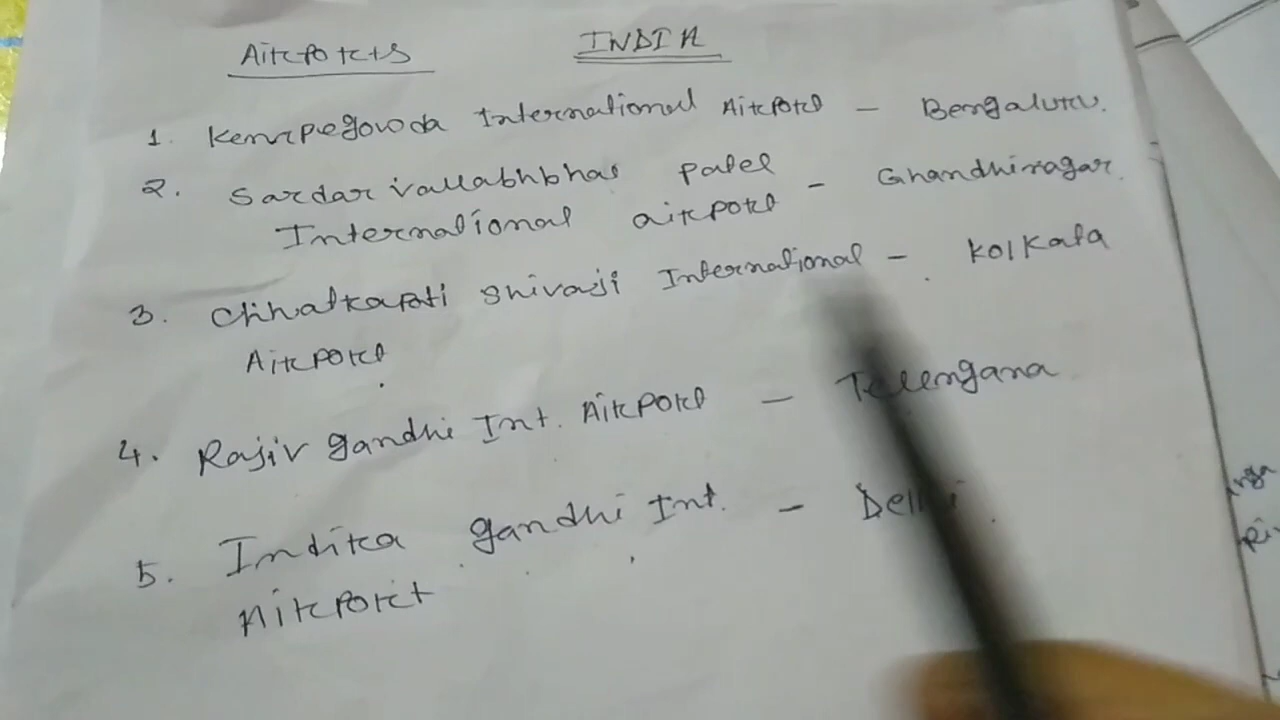 Airports INDIA
1. Kempegowda International Airport – Bengaluru.
2. Sardar vallabhbhai patel
International airport – Ghandhinagar.
3. Chhatrapati Shivaji International – Kolkata
Airport
4. Rajiv gandhi Int. Airport – Telengana
5. Indira gandhi Int. – Delhi.
Airport